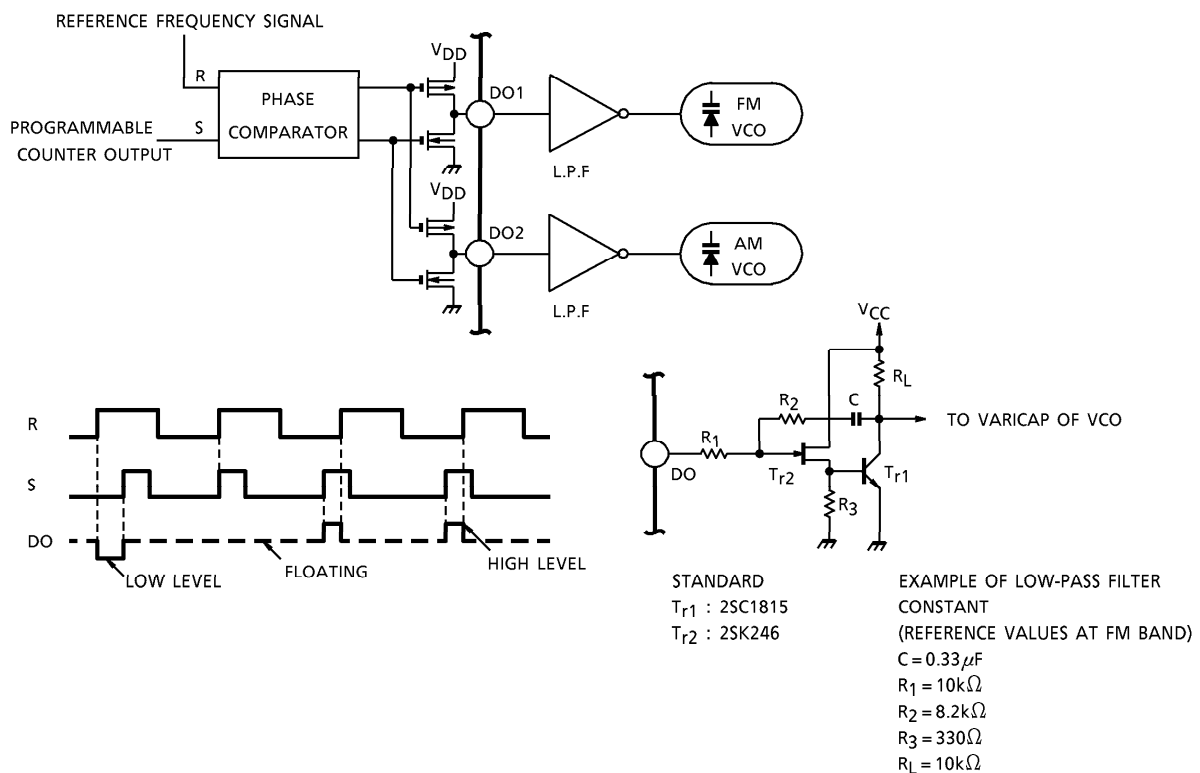 REFERENCE FREQUENCY SIGNAL
R
PHASE
COMPARATOR
S
PROGRAMMABLE
COUNTER OUTPUT
VDD
DO1
L.P.F
FM
VCO
VDD
DO2
L.P.F
AM
VCO
R
S
DO
LOW LEVEL
FLOATING
HIGH LEVEL
VCC
RL
R2
C
TO VARICAP OF VCO
R1
DO
Tr2
Tr1
R3
STANDARD
Tr1 : 2SC1815
Tr2 : 2SK246
EXAMPLE OF LOW-PASS FILTER
CONSTANT
(REFERENCE VALUES AT FM BAND)
C = 0.33 μF
R1 = 10kΩ
R2 = 8.2kΩ
R3 = 330Ω
RL = 10kΩ